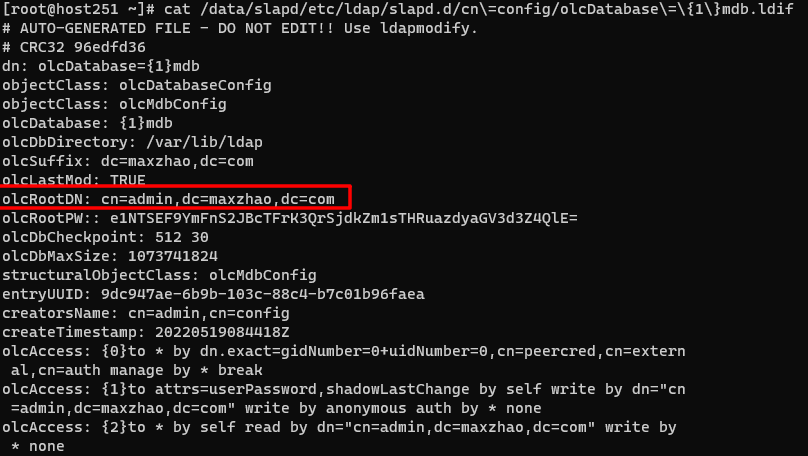 [root@host251 ~]# cat /data/slapd/etc/ldap/slapd.d/cn\=config/olcDatabase\=\{1\}mdb.ldif
# AUTO-GENERATED FILE - DO NOT EDIT!! Use ldapmodify.
# CRC32 96edfd36
dn: olcDatabase={1}mdb
objectClass: olcDatabaseConfig
objectClass: olcMdbConfig
olcDatabase: {1}mdb
olcDbDirectory: /var/lib/ldap
olcSuffix: dc=maxzhao,dc=com
olcLastMod: TRUE
olcRootDN: cn=admin,dc=maxzhao,dc=com
olcRootPW:: e1NTSEF9YmFnS2JBcTFrK3QrSjdkZm1sTHRuazdyaGV3d3Z4QlE=
olcDbCheckpoint: 512 30
olcDbMaxSize: 1073741824
structuralObjectClass: olcMdbConfig
entryUUID: 9dc947ae-6b9b-103c-88c4-b7c01b96faea
creatorsName: cn=admin,cn=config
createTimestamp: 20220519084418Z
olcAccess: {0}to * by dn.exact=gidNumber=0+uidNumber=0,cn=peercred,cn=extern
 al,cn=auth manage by * break
olcAccess: {1}to attrs=userPassword,shadowLastChange by self write by dn="cn
 =admin,dc=maxzhao,dc=com" write by anonymous auth by * none
olcAccess: {2}to * by self read by dn="cn=admin,dc=maxzhao,dc=com" write by
 * none